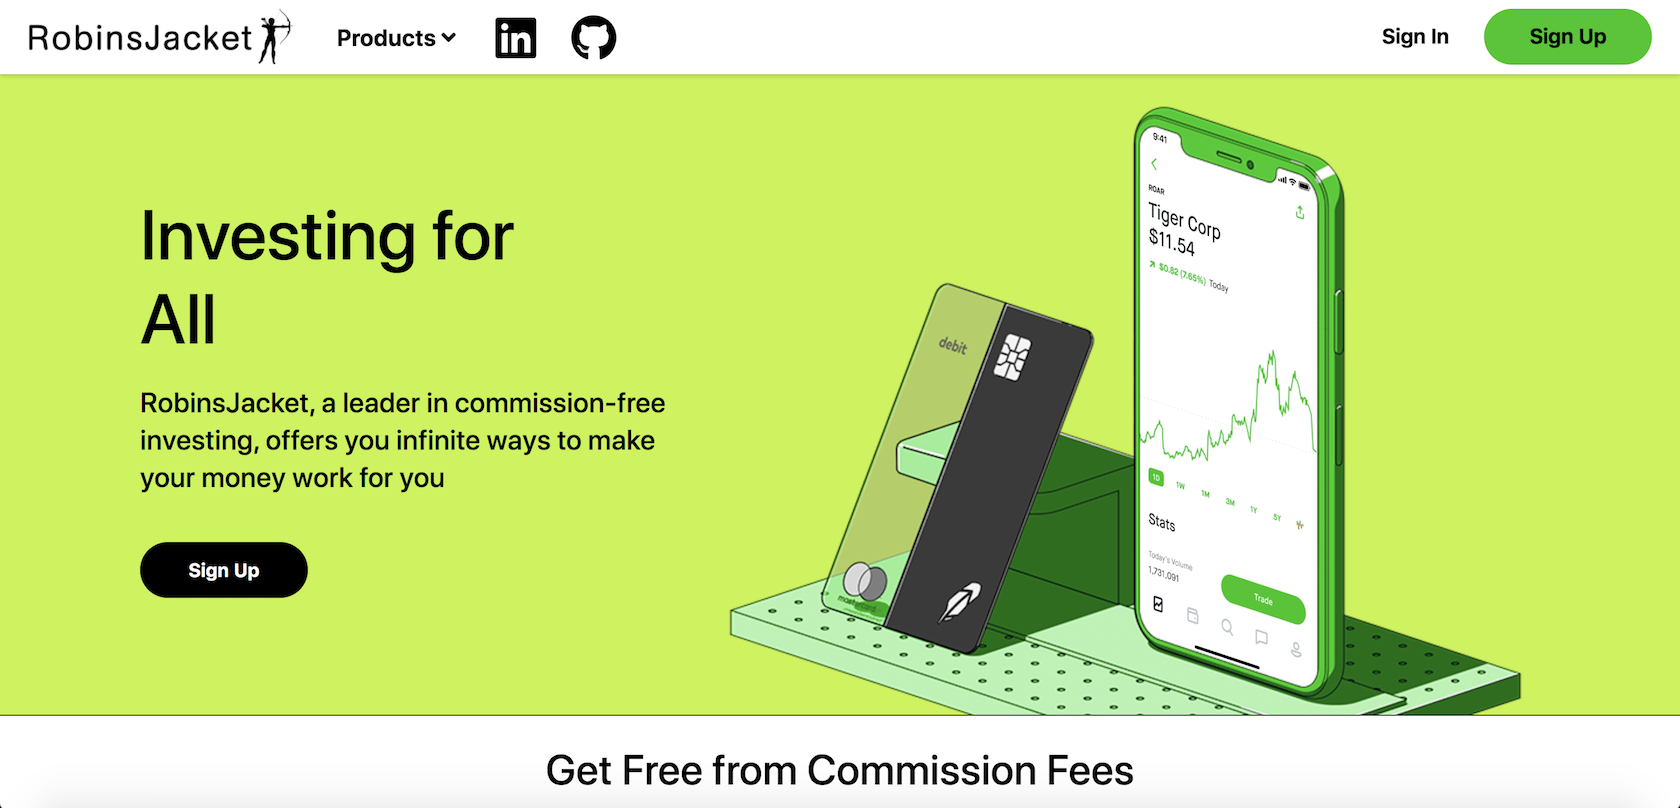 RobinsJacket
Products
in
Sign In
Sign Up
Investing for
All
RobinsJacket, a leader in commission-free
investing, offers you infinite ways to make
your money work for you
Sign Up
debit
mastercard
9:41
ROAR
Tiger Corp
$11.54
$0.82 (7.65%) Today
1D 1W 1M 3M 1Y 5Y
Stats
Today's Volume
1,731,091
Trade
Get Free from Commission Fees